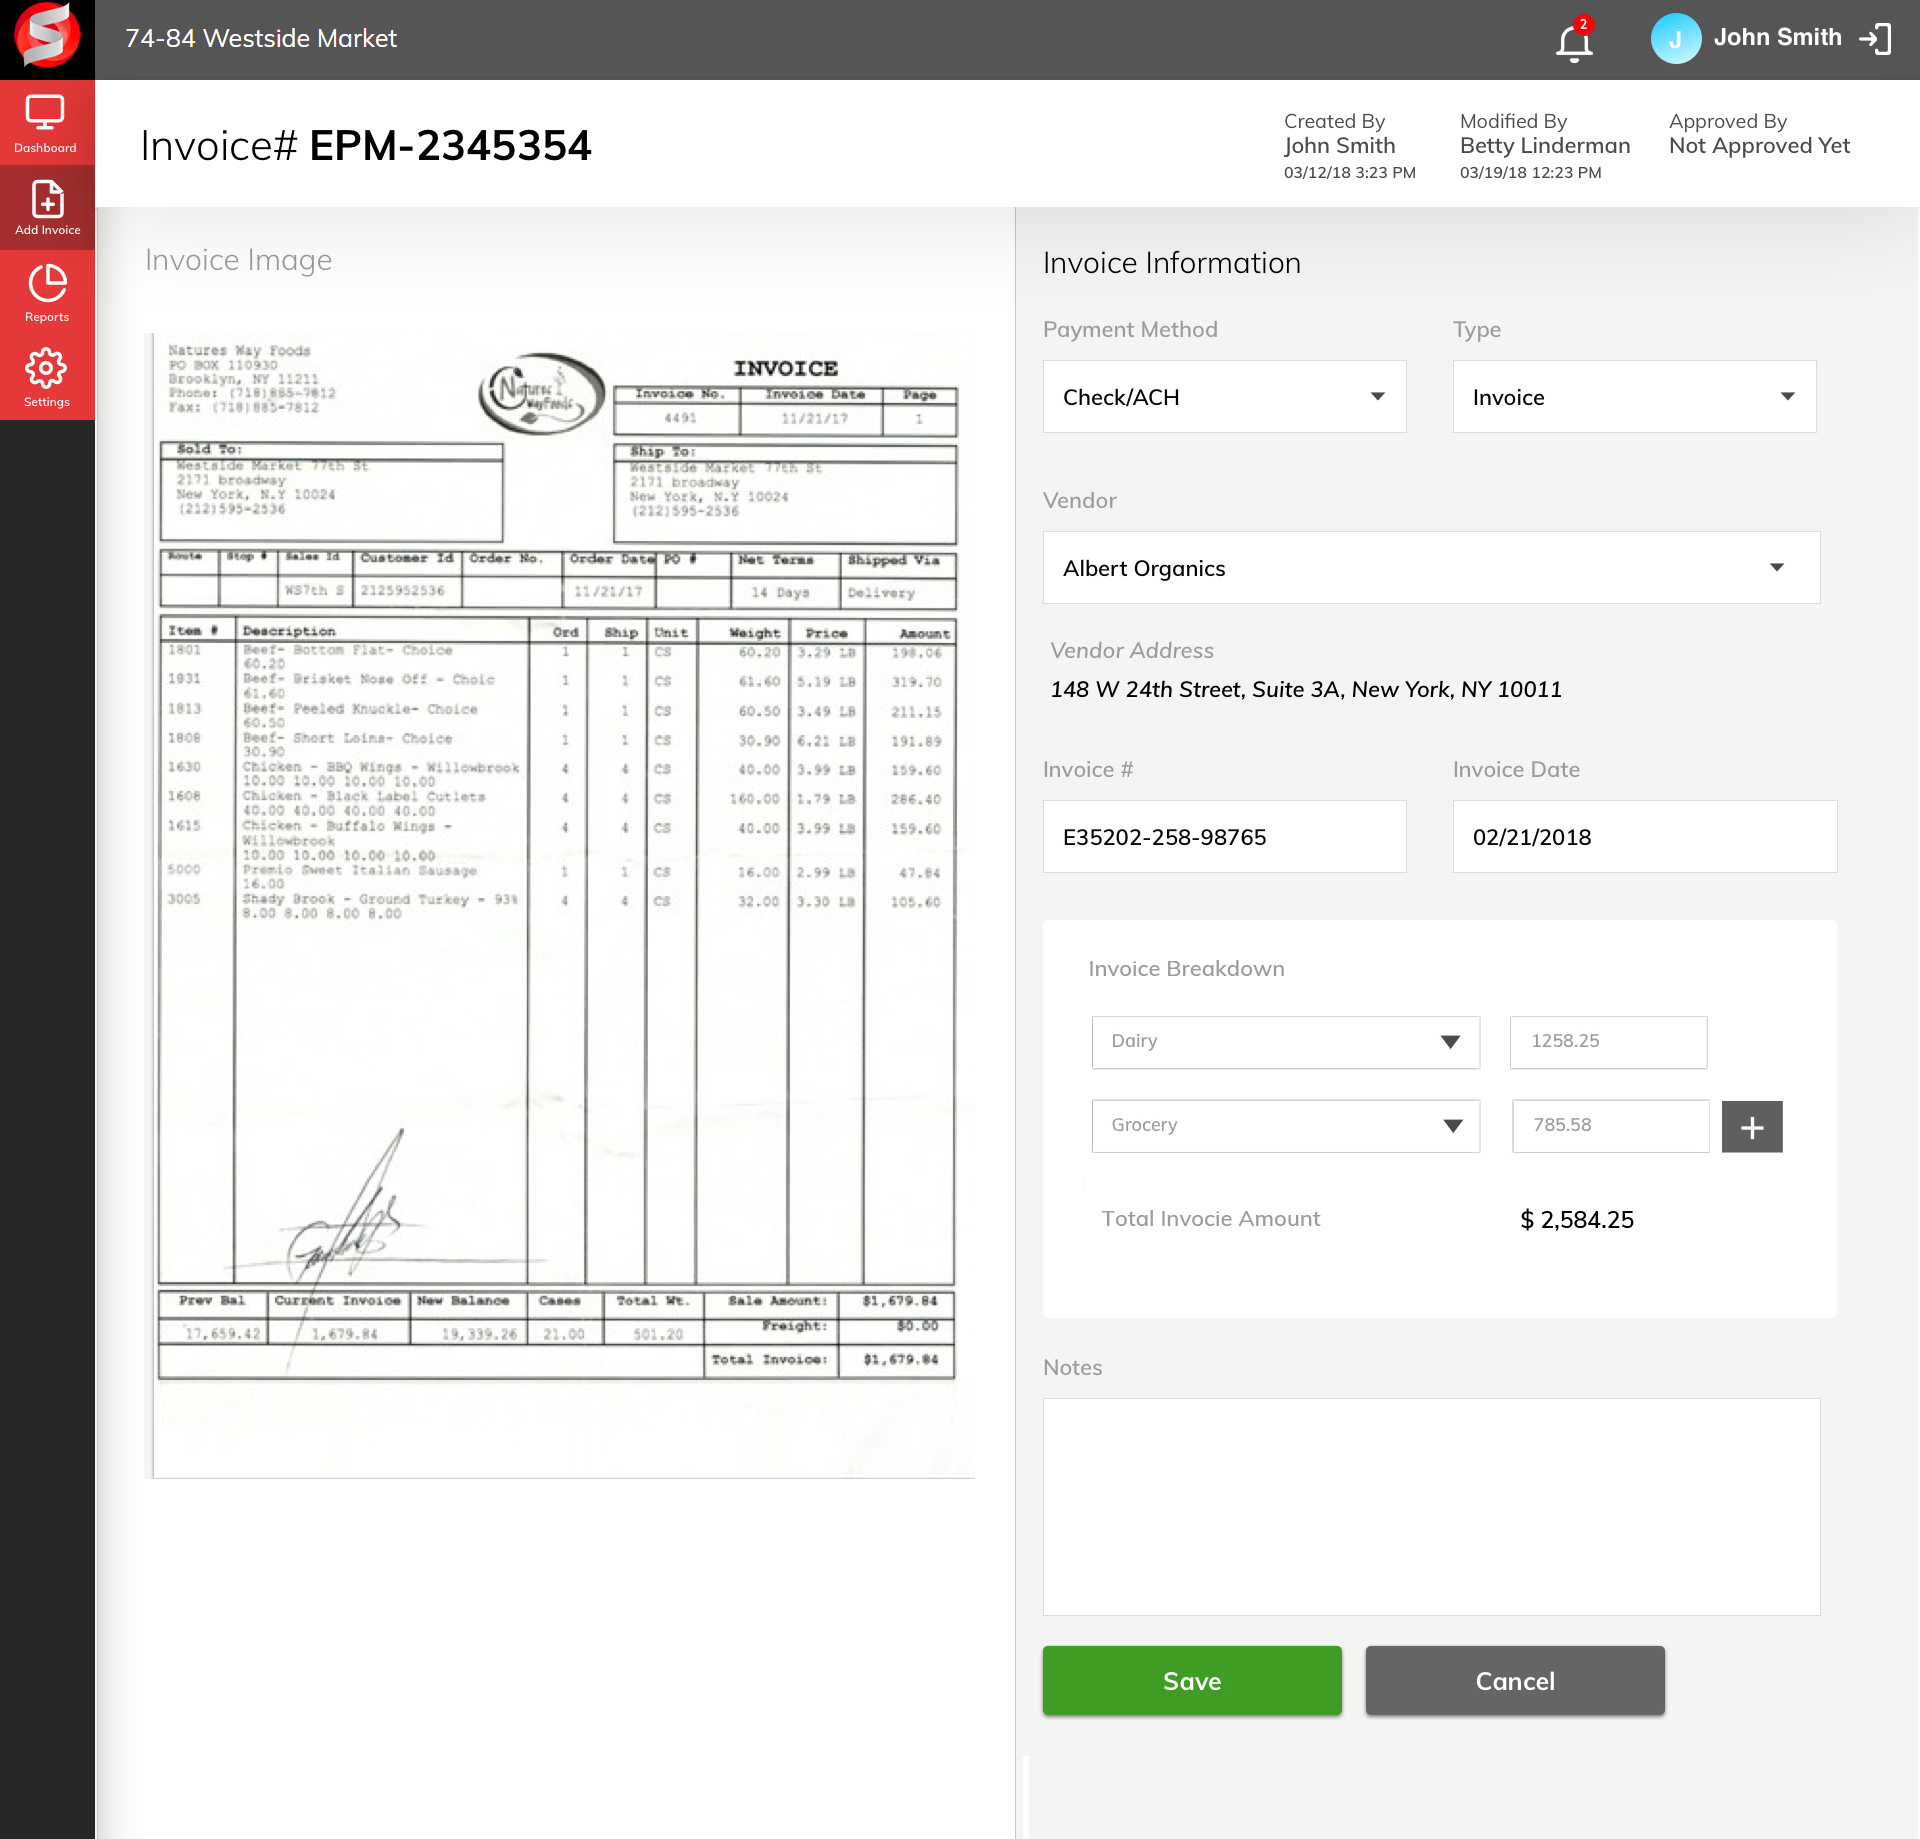 74-84 Westside Market
2
J
John Smith
Dashboard
Add Invoice
Reports
Settings
Invoice# EPM-2345354
Created By
John Smith
03/12/18 3:23 PM
Modified By
Betty Linderman
03/19/18 12:23 PM
Approved By
Not Approved Yet
Invoice Image
Natures Way Foods
PO BOX 110930
Brooklyn, NY 11211
Phone: (718)885-7812
Fax: (718)885-7812
Natures
WayFoods
INVOICE
Invoice No. Invoice Date Page
4491 11/21/17 1
Sold To:
Westside Market 77th St
2171 broadway
New York, N.Y 10024
(212)595-2536
Ship To:
Westside Market 77th St
2171 broadway
New York, N.Y 10024
(212)595-2536
Route Stop # Sales Id Customer Id Order No. Order Date PO # Net Terms Shipped Via
WS7th S 2125952536 11/21/17 14 Days Delivery
Item # Description Ord Ship Unit Weight Price Amount
1801 Beef- Bottom Flat- Choice 1 1 CS 60.20 3.29 LB 198.06
60.20
1831 Beef- Brisket Nose Off - Choic 1 1 CS 61.60 5.19 LB 319.70
61.60
1813 Beef- Peeled Knuckle- Choice 1 1 CS 60.50 3.49 LB 211.15
60.50
1808 Beef- Short Loins- Choice 1 1 CS 30.90 6.21 LB 191.89
30.90
1630 Chicken - BBQ Wings - Willowbrook 4 4 CS 40.00 3.99 LB 159.60
10.00 10.00 10.00 10.00
1608 Chicken - Black Label Cutlets 4 4 CS 160.00 1.79 LB 286.40
40.00 40.00 40.00 40.00
1615 Chicken - Buffalo Wings - 4 4 CS 40.00 3.99 LB 159.60
Willowbrook
10.00 10.00 10.00 10.00
5000 Premio Sweet Italian Sausage 1 1 CS 16.00 2.99 LB 47.84
16.00
3005 Shady Brook - Ground Turkey - 93% 4 4 CS 32.00 3.30 LB 105.60
8.00 8.00 8.00 8.00
Prev Bal Current Invoice New Balance Cases Total Wt. Sale Amount: $1,679.84
Freight: $0.00
17,659.42 1,679.84 19,339.26 21.00 501.20
Total Invoice: $1,679.84
Invoice Information
Payment Method
Check/ACH
Type
Invoice
Vendor
Albert Organics
Vendor Address
148 W 24th Street, Suite 3A, New York, NY 10011
Invoice #
E35202-258-98765
Invoice Date
02/21/2018
Invoice Breakdown
Dairy 1258.25
Grocery 785.58 +
Total Invocie Amount $ 2,584.25
Notes
Save Cancel